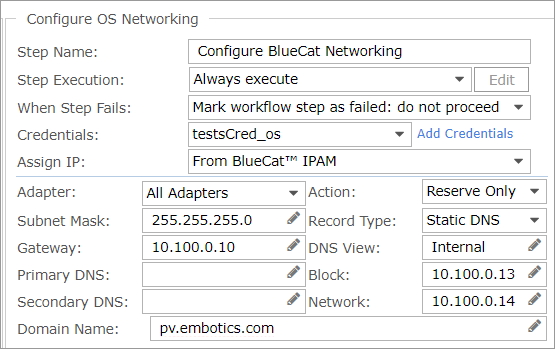 Configure OS Networking
Step Name: Configure BlueCat Networking
Step Execution: Always execute Edit
When Step Fails: Mark workflow step as failed: do not proceed
Credentials: testsCred_os Add Credentials
Assign IP: From BlueCat™ IPAM
Adapter: All Adapters Action: Reserve Only
Subnet Mask: 255.255.255.0 Record Type: Static DNS
Gateway: 10.100.0.10 DNS View: Internal
Primary DNS: Block: 10.100.0.13
Secondary DNS: Network: 10.100.0.14
Domain Name: pv.embotics.com